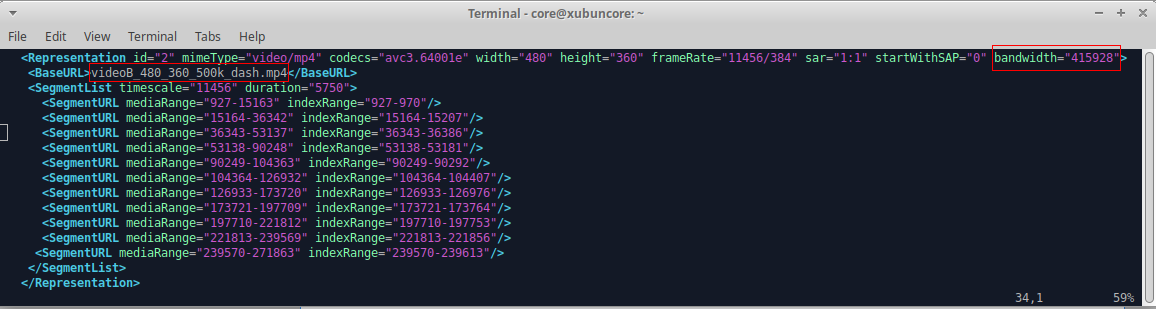 Terminal - core@xubuncore: ~
File Edit View Terminal Tabs Help
<Representation id="2" mimeType="video/mp4" codecs="avc3.64001e" width="480" height="360" frameRate="11456/384" sar="1:1" startWithSAP="0" bandwidth="415928">
<BaseURL>videoB_480_360_500k_dash.mp4</BaseURL>
<SegmentList timescale="11456" duration="5750">
<SegmentURL mediaRange="927-15163" indexRange="927-970"/>
<SegmentURL mediaRange="15164-36342" indexRange="15164-15207"/>
<SegmentURL mediaRange="36343-53137" indexRange="36343-36386"/>
<SegmentURL mediaRange="53138-90248" indexRange="53138-53181"/>
<SegmentURL mediaRange="90249-104363" indexRange="90249-90292"/>
<SegmentURL mediaRange="104364-126932" indexRange="104364-104407"/>
<SegmentURL mediaRange="126933-173720" indexRange="126933-126976"/>
<SegmentURL mediaRange="173721-197709" indexRange="173721-173764"/>
<SegmentURL mediaRange="197710-221812" indexRange="197710-197753"/>
<SegmentURL mediaRange="221813-239569" indexRange="221813-221856"/>
<SegmentURL mediaRange="239570-271863" indexRange="239570-239613"/>
</SegmentList>
</Representation>
34,1 59%